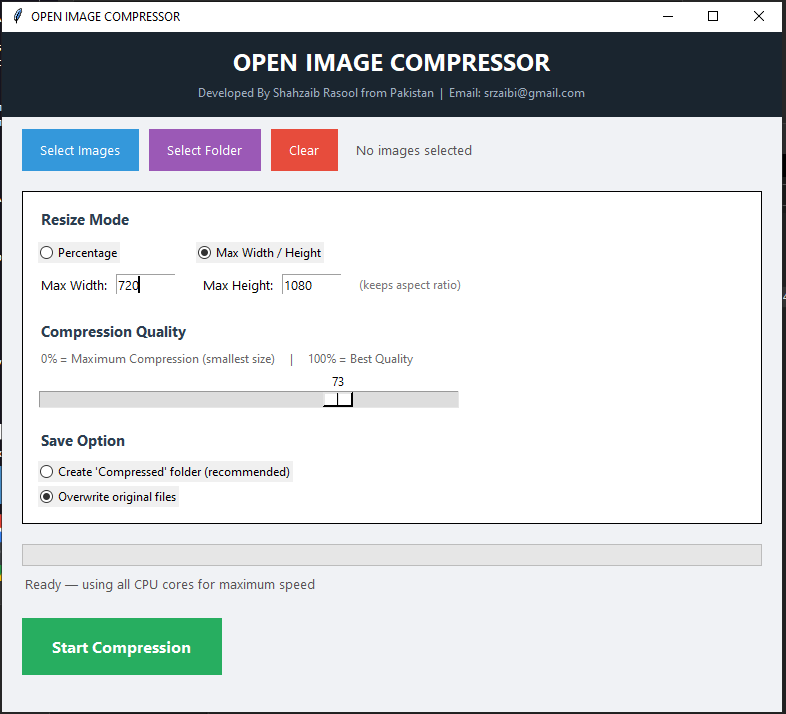 OPEN IMAGE COMPRESSOR
OPEN IMAGE COMPRESSOR
Developed By Shahzaib Rasool from Pakistan | Email: srzaibi@gmail.com
Select Images Select Folder Clear No images selected
Resize Mode
Percentage Max Width / Height
Max Width: 720 Max Height: 1080 (keeps aspect ratio)
Compression Quality
0% = Maximum Compression (smallest size) | 100% = Best Quality
73
Save Option
Create 'Compressed' folder (recommended)
Overwrite original files
Ready — using all CPU cores for maximum speed
Start Compression